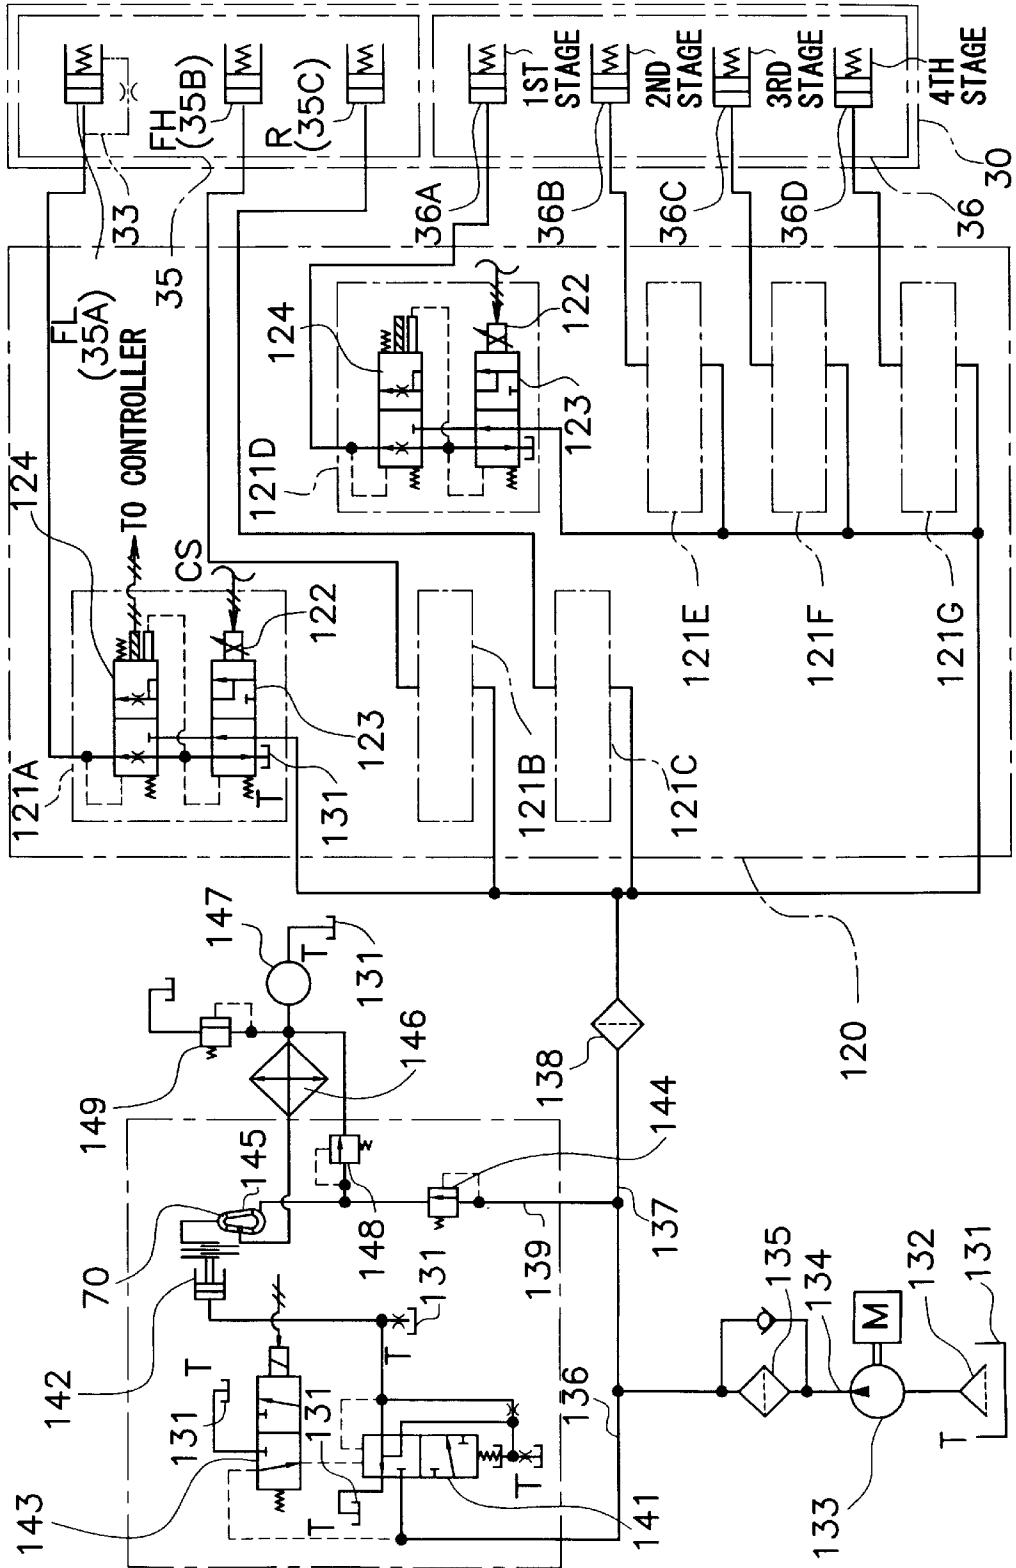 143
142
70
149
147
121A
124
FL
(35A)
33
FH
(35B)
TO CONTROLLER
35
T
131
145
CS
R
(35C)
131
T
146
T
131
T
122
123
121D
124
122
123
131
148
131
T
T
141
136
139
144
138
137
36A
1ST
STAGE
121B
36B
2ND
STAGE
121C
121E
36C
3RD
STAGE
135
134
133
M
132
131
T
120
121F
36D
4TH
STAGE
121G
36
30